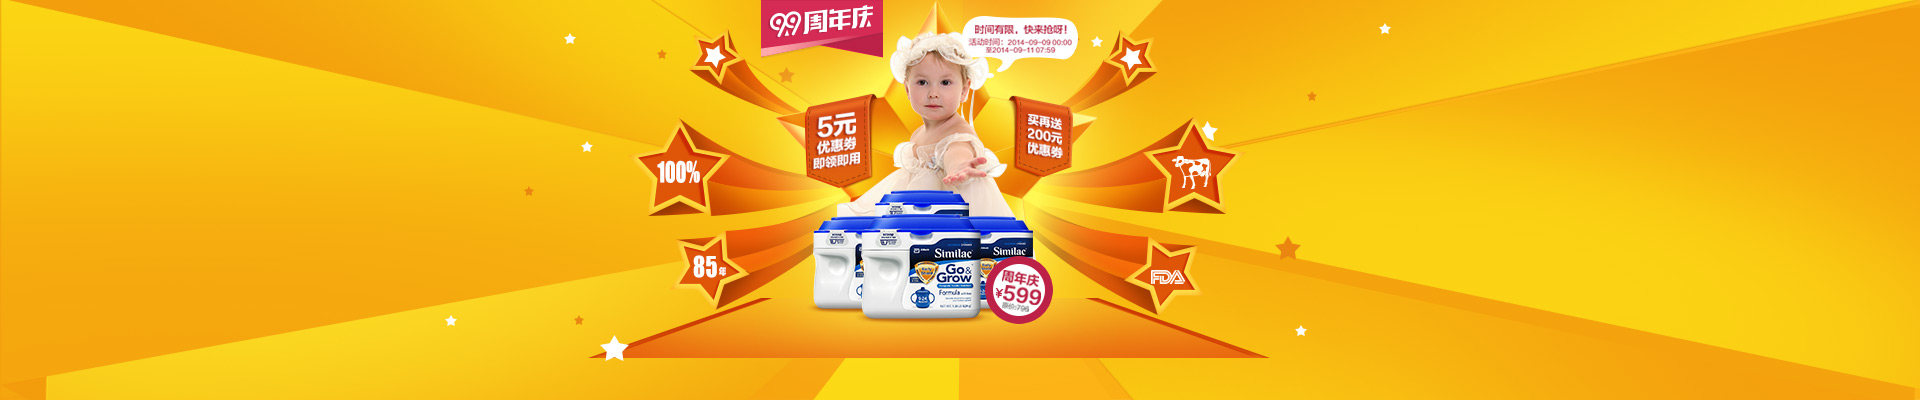 9.9周年庆
时间有限，快来抢呀！
活动时间：2014-09-09 00:00
至2014-09-11 07:59
5元
优惠券
即领即用
买再送
200元
优惠券
100%
85年
FDA
Similac
Go&
Grow
Formula
9-24
Similac
周年庆
¥599